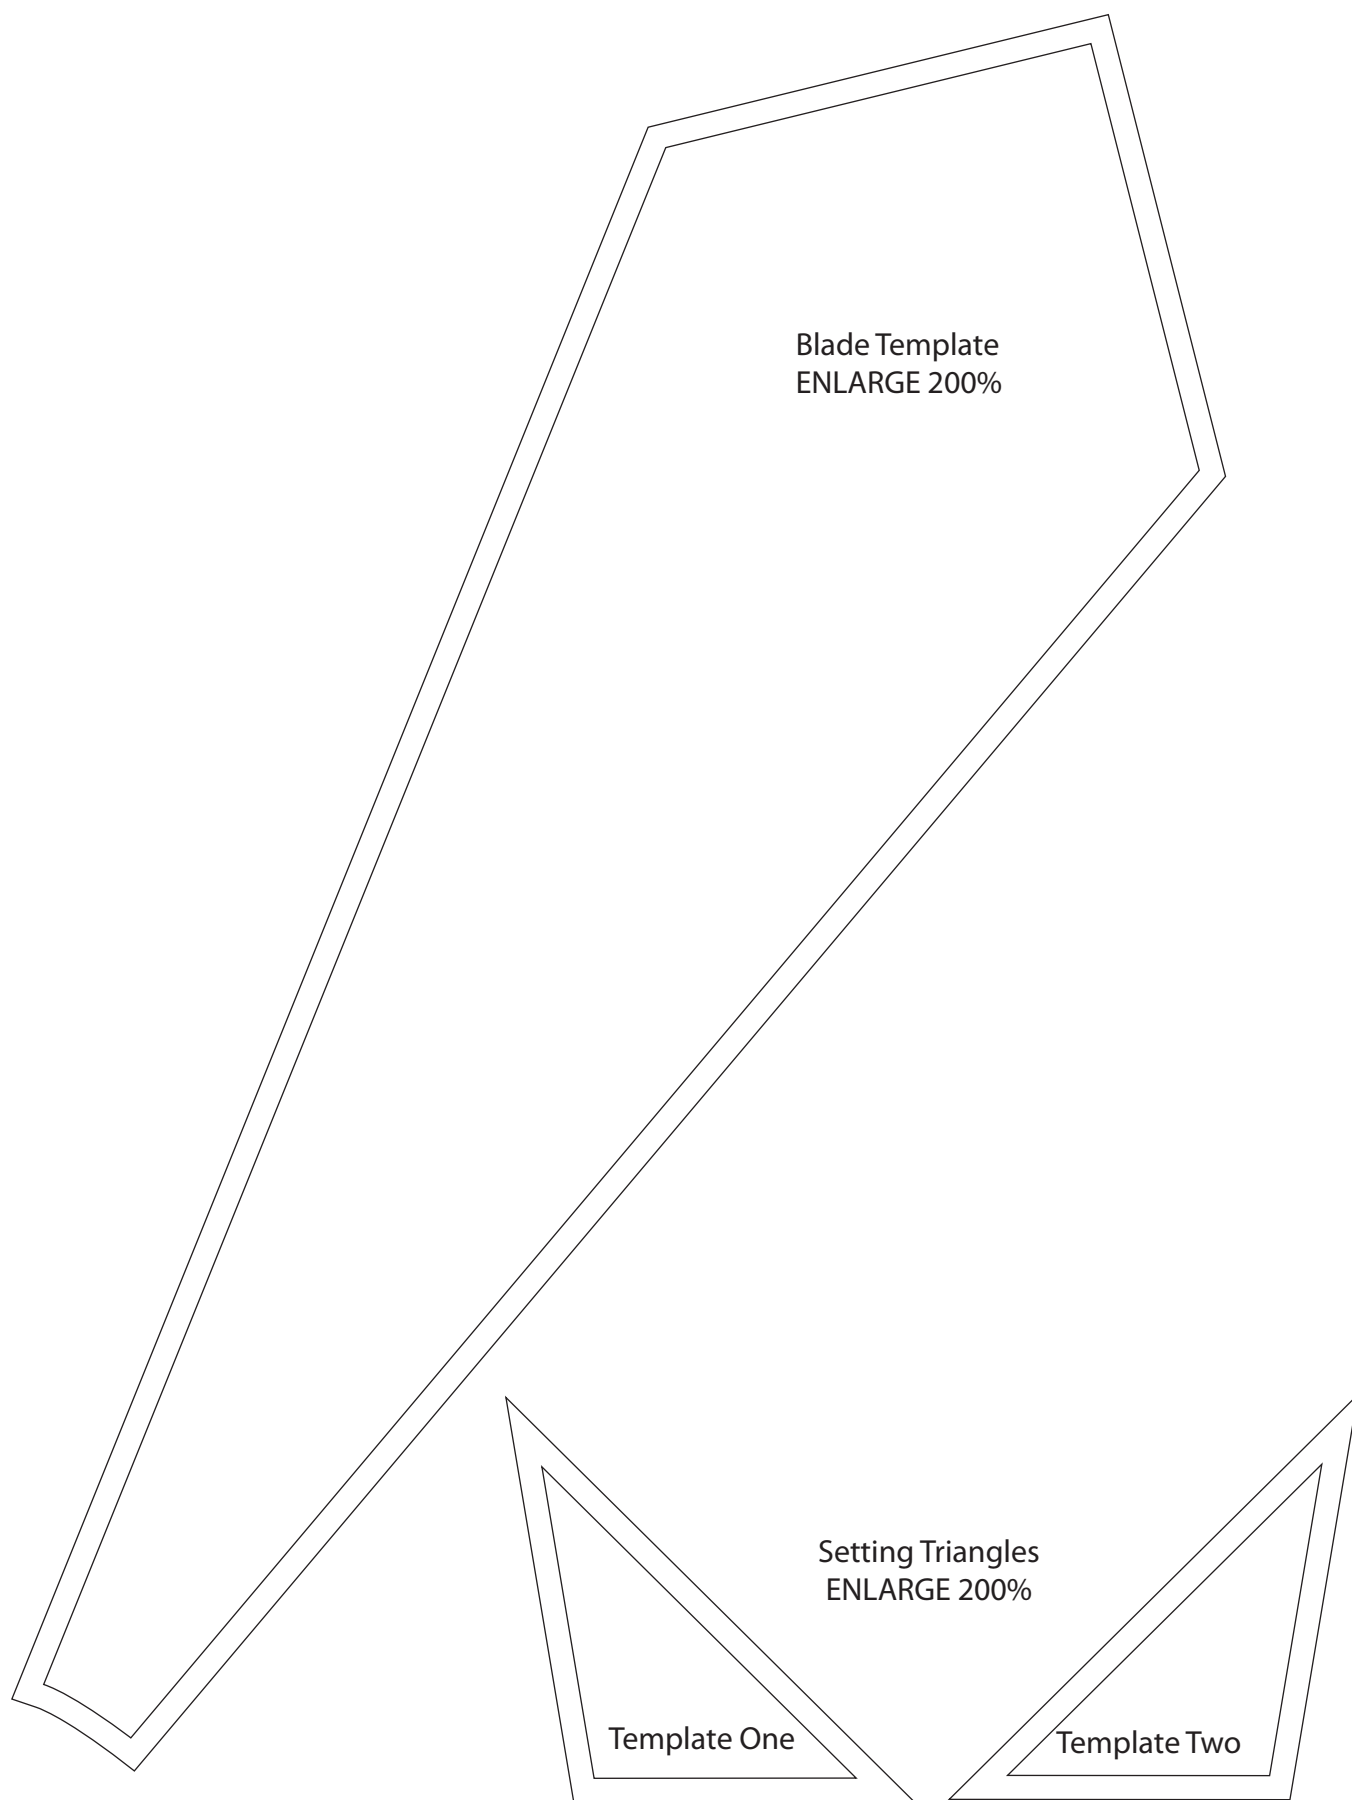 Blade Template
ENLARGE 200%
Setting Triangles
ENLARGE 200%
Template One
Template Two